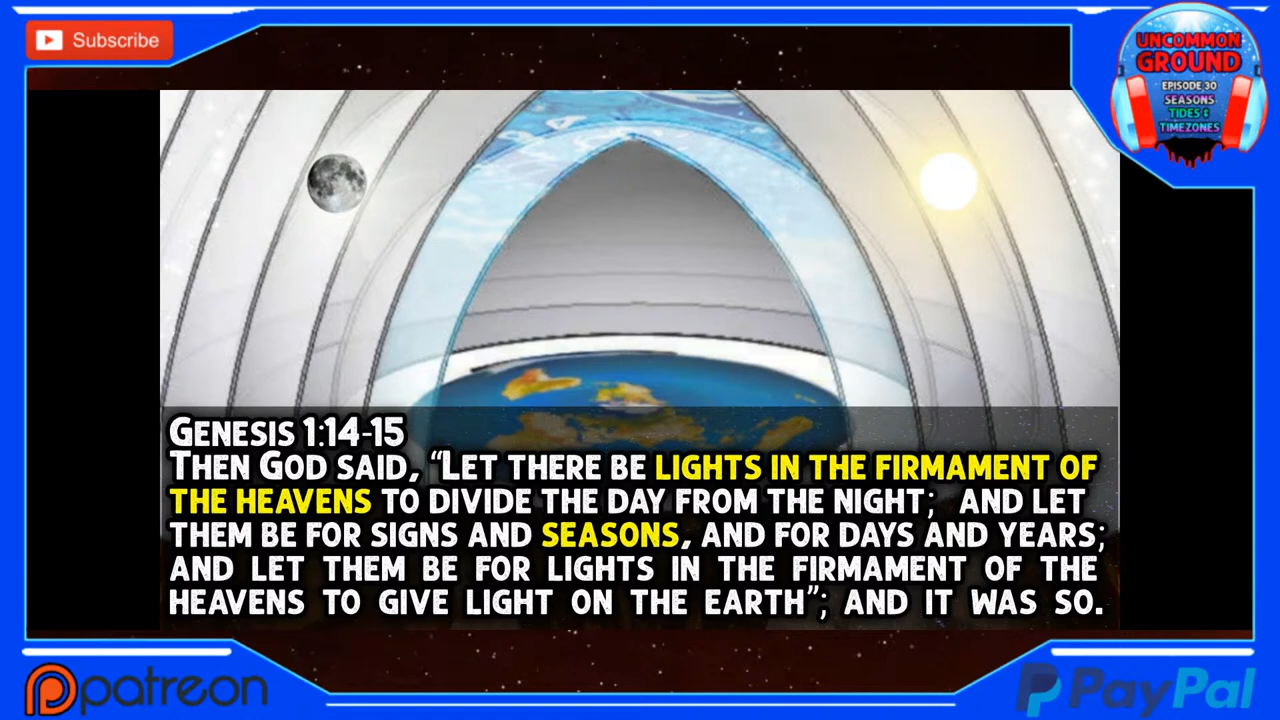 Subscribe
UNCOMMON
GROUND
EPISODE 30
SEASONS
TIDES &
TIMEZONES
GENESIS 1:14-15
THEN GOD SAID, “LET THERE BE LIGHTS IN THE FIRMAMENT OF
THE HEAVENS TO DIVIDE THE DAY FROM THE NIGHT; AND LET
THEM BE FOR SIGNS AND SEASONS, AND FOR DAYS AND YEARS;
AND LET THEM BE FOR LIGHTS IN THE FIRMAMENT OF THE
HEAVENS TO GIVE LIGHT ON THE EARTH”; AND IT WAS SO.
patreon
PayPal